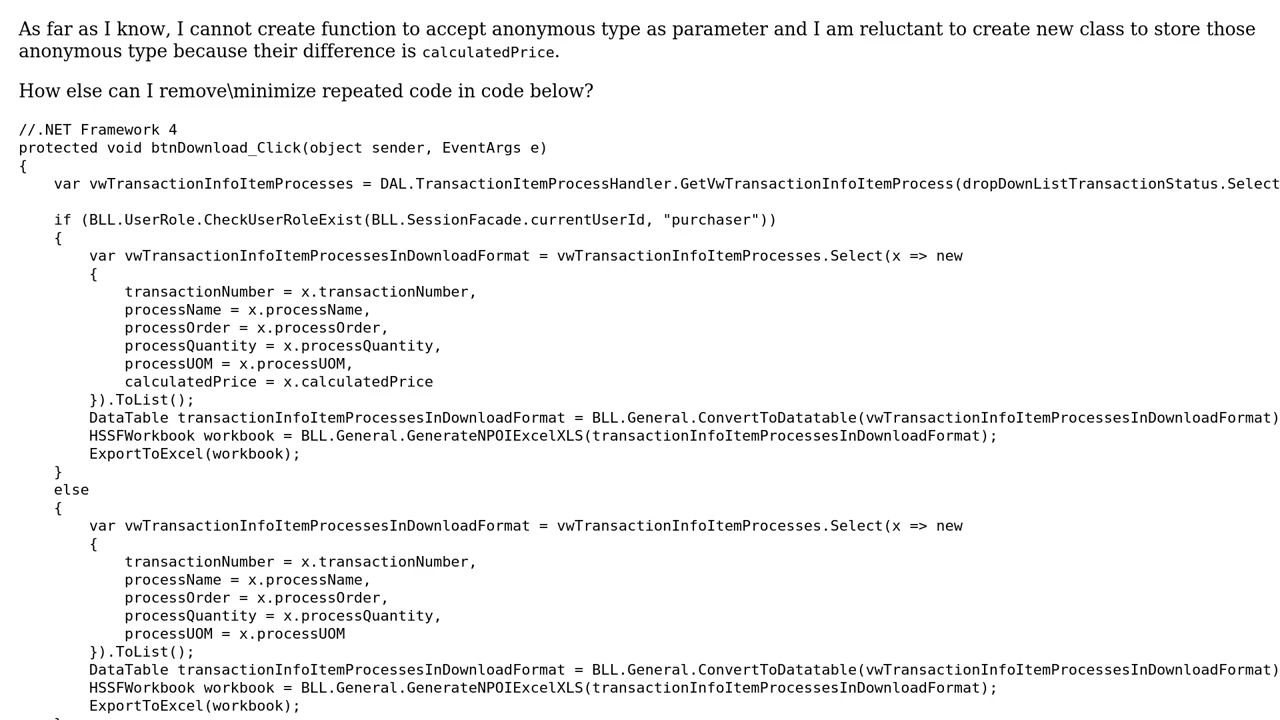 As far as I know, I cannot create function to accept anonymous type as parameter and I am reluctant to create new class to store those
anonymous type because their difference is calculatedPrice.
How else can I remove\minimize repeated code in code below?
//.NET Framework 4
protected void btnDownload_Click(object sender, EventArgs e)
{
    var vwTransactionInfoItemProcesses = DAL.TransactionItemProcessHandler.GetVwTransactionInfoItemProcess(dropDownListTransactionStatus.Select
    if (BLL.UserRole.CheckUserRoleExist(BLL.SessionFacade.currentUserId, "purchaser"))
    {
        var vwTransactionInfoItemProcessesInDownloadFormat = vwTransactionInfoItemProcesses.Select(x => new
        {
            transactionNumber = x.transactionNumber,
            processName = x.processName,
            processOrder = x.processOrder,
            processQuantity = x.processQuantity,
            processUOM = x.processUOM,
            calculatedPrice = x.calculatedPrice
        }).ToList();
        DataTable transactionInfoItemProcessesInDownloadFormat = BLL.General.ConvertToDatatable(vwTransactionInfoItemProcessesInDownloadFormat)
        HSSFWorkbook workbook = BLL.General.GenerateNPOIExcelXLS(transactionInfoItemProcessesInDownloadFormat);
        ExportToExcel(workbook);
    }
    else
    {
        var vwTransactionInfoItemProcessesInDownloadFormat = vwTransactionInfoItemProcesses.Select(x => new
        {
            transactionNumber = x.transactionNumber,
            processName = x.processName,
            processOrder = x.processOrder,
            processQuantity = x.processQuantity,
            processUOM = x.processUOM
        }).ToList();
        DataTable transactionInfoItemProcessesInDownloadFormat = BLL.General.ConvertToDatatable(vwTransactionInfoItemProcessesInDownloadFormat)
        HSSFWorkbook workbook = BLL.General.GenerateNPOIExcelXLS(transactionInfoItemProcessesInDownloadFormat);
        ExportToExcel(workbook);